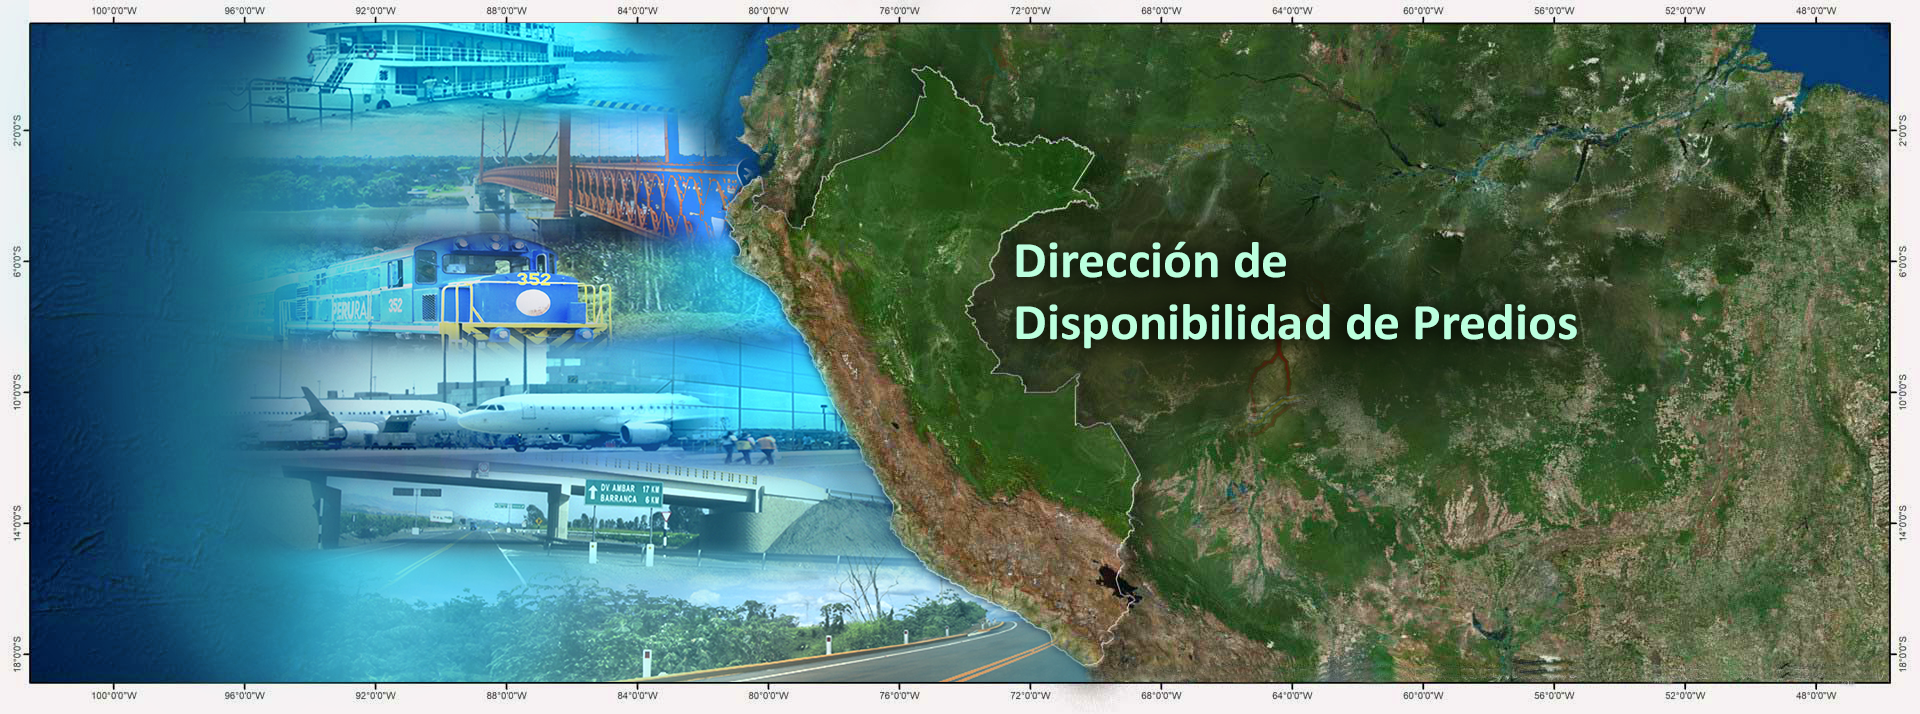 100°0'0"W 96°0'0"W 92°0'0"W 88°0'0"W 84°0'0"W 80°0'0"W 76°0'0"W 72°0'0"W 68°0'0"W 64°0'0"W 60°0'0"W 56°0'0"W 52°0'0"W 48°0'0"W
2°0'0"S 2°0'0"S
6°0'0"S 6°0'0"S
Dirección de
Disponibilidad de Predios
352
PERURAIL 352
10°0'0"S 10°0'0"S
DV AMBAR 17 KM
BARRANCA 6 KM
14°0'0"S 14°0'0"S
18°0'0"S 18°0'0"S
100°0'0"W 96°0'0"W 92°0'0"W 88°0'0"W 84°0'0"W 80°0'0"W 76°0'0"W 72°0'0"W 68°0'0"W 64°0'0"W 60°0'0"W 56°0'0"W 52°0'0"W 48°0'0"W